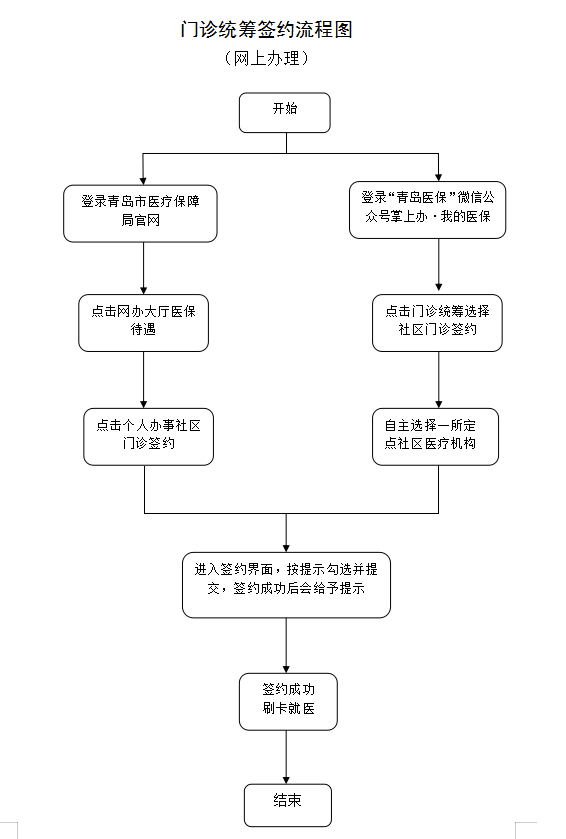 门诊统筹签约流程图
（网上办理）
开始
登录青岛市医疗保障
局官网
登录“青岛医保”微信公
众号掌上办·我的医保
点击网办大厅医保
待遇
点击门诊统筹选择
社区门诊签约
点击个人办事社区
门诊签约
自主选择一所定
点社区医疗机构
进入签约界面，按提示勾选并提
交，签约成功后会给予提示
签约成功
刷卡就医
结束